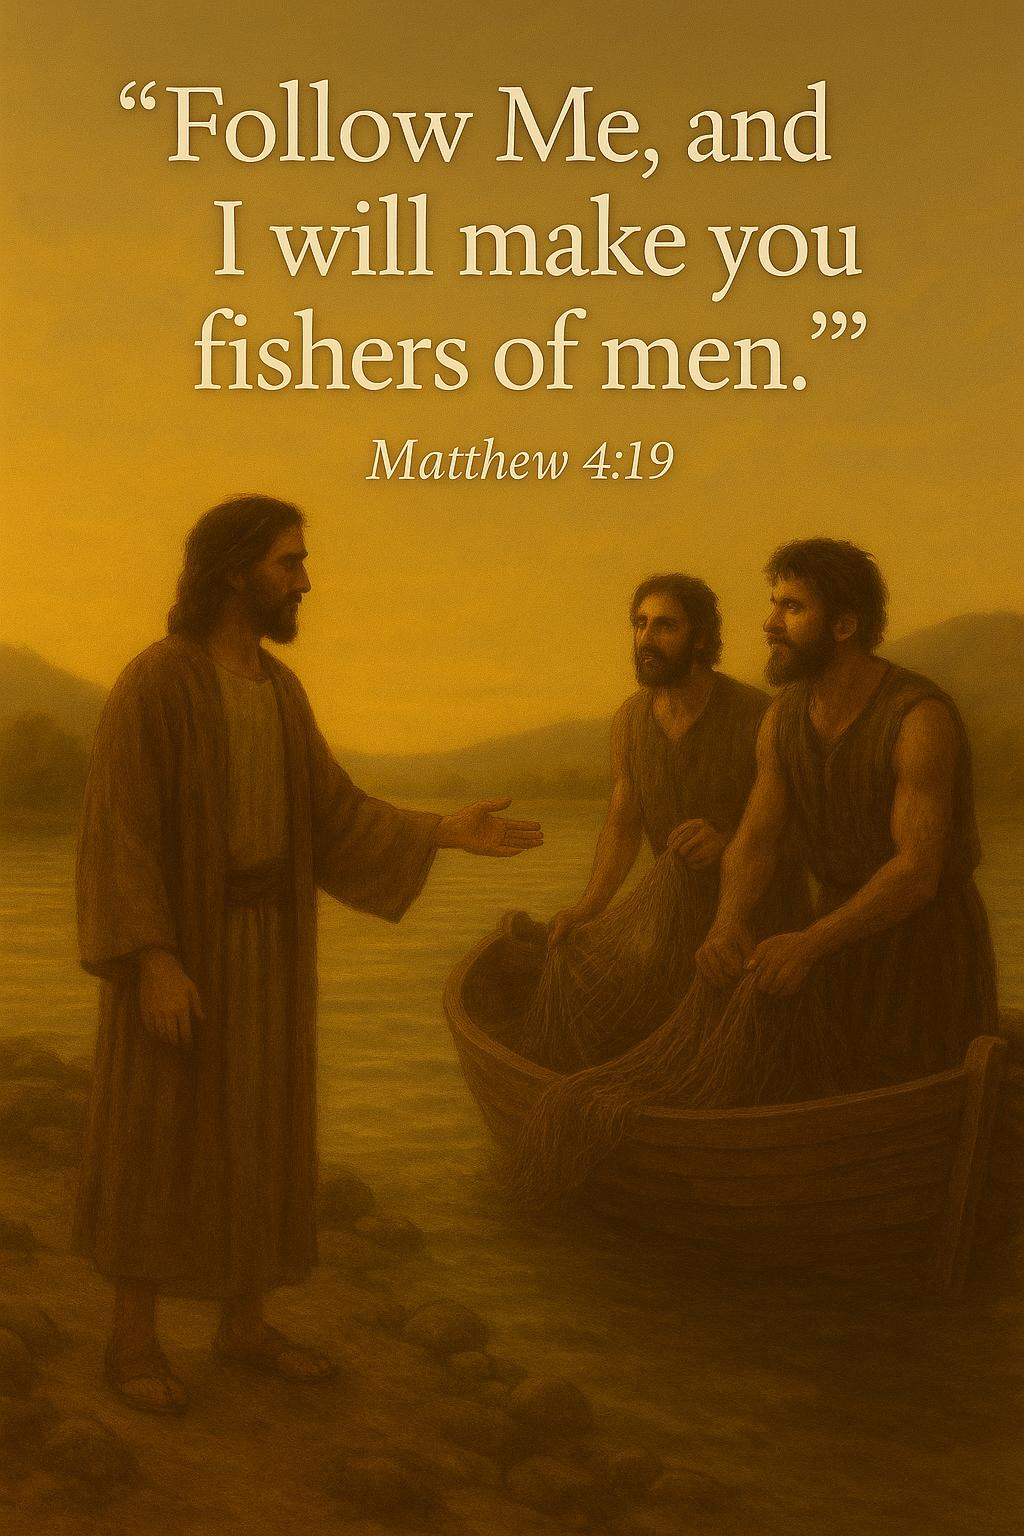 “Follow Me, and
I will make you
fishers of men.”’
Matthew 4:19